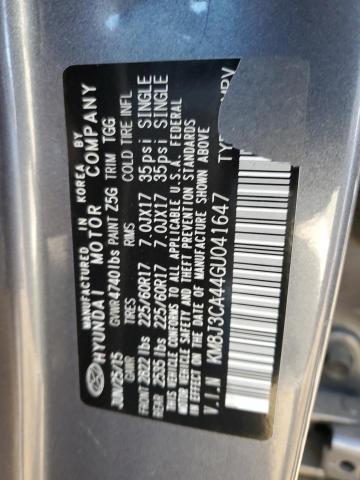 MANUFACTURED IN KOREA BY
HYUNDAI MOTOR COMPANY
JUN/25/15 GVWR 4740 lbs PAINT Z5G TRIM TGG
GAWR TIRES RIMS COLD TIRE INFL
FRONT 2822 lbs 225/60R17 7.0JX17 35psi SINGLE
REAR 2535 lbs 225/60R17 7.0JX17 35psi SINGLE
THIS VEHICLE CONFORMS TO ALL APPLICABLE U.S.A. FEDERAL
MOTOR VEHICLE SAFETY AND THEFT PREVENTION STANDARDS
IN EFFECT ON THE DATE OF MANUFACTURE SHOWN ABOVE
V.I.N KM8J3CA44GU041647 MPV